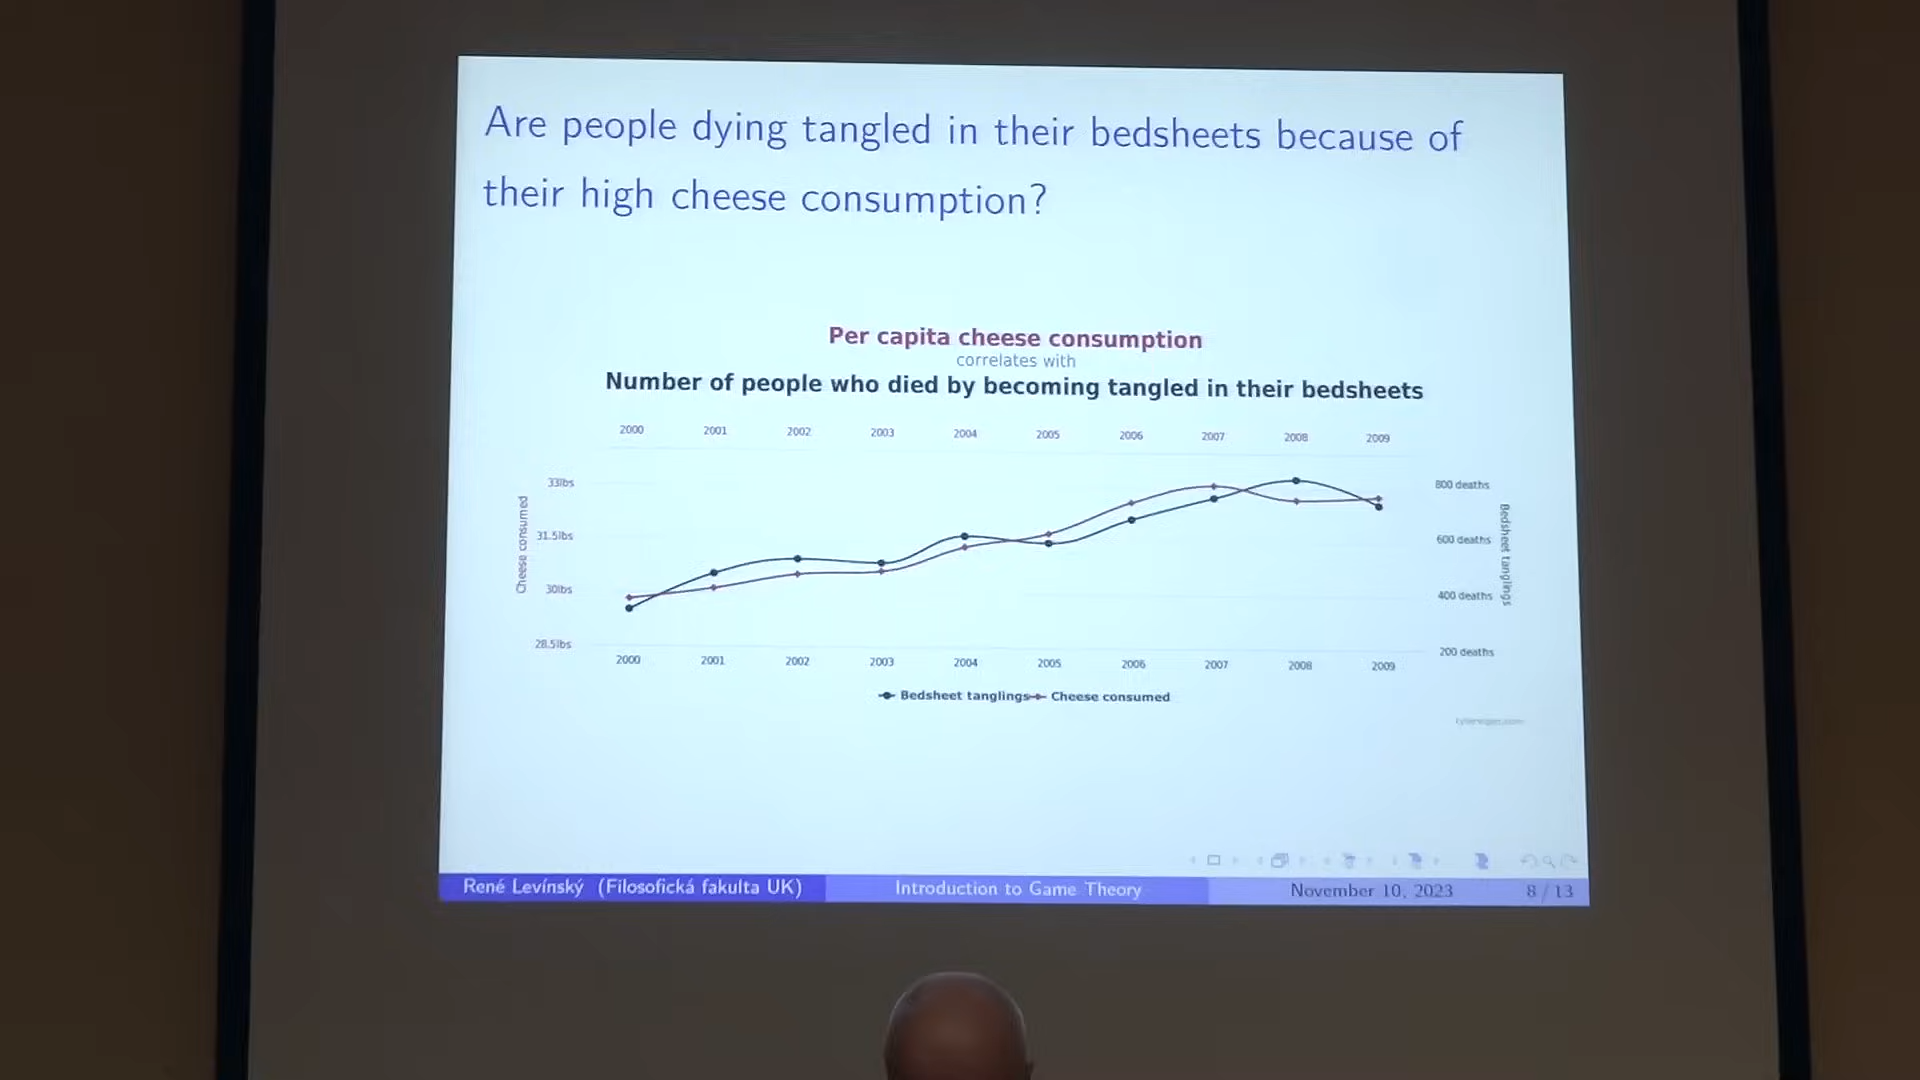 Are people dying tangled in their bedsheets because of
their high cheese consumption?
Per capita cheese consumption
correlates with
Number of people who died by becoming tangled in their bedsheets
2000 2001 2002 2003 2004 2005 2006 2007 2008 2009
Cheese consumed
33lbs
31.5lbs
30lbs
28.5lbs
800 deaths
600 deaths
400 deaths
200 deaths
Bedsheet tanglings
2000 2001 2002 2003 2004 2005 2006 2007 2008 2009
Bedsheet tanglings Cheese consumed
tylervigen.com
René Levínský (Filosofická fakulta UK) Introduction to Game Theory November 10, 2023 8 / 13